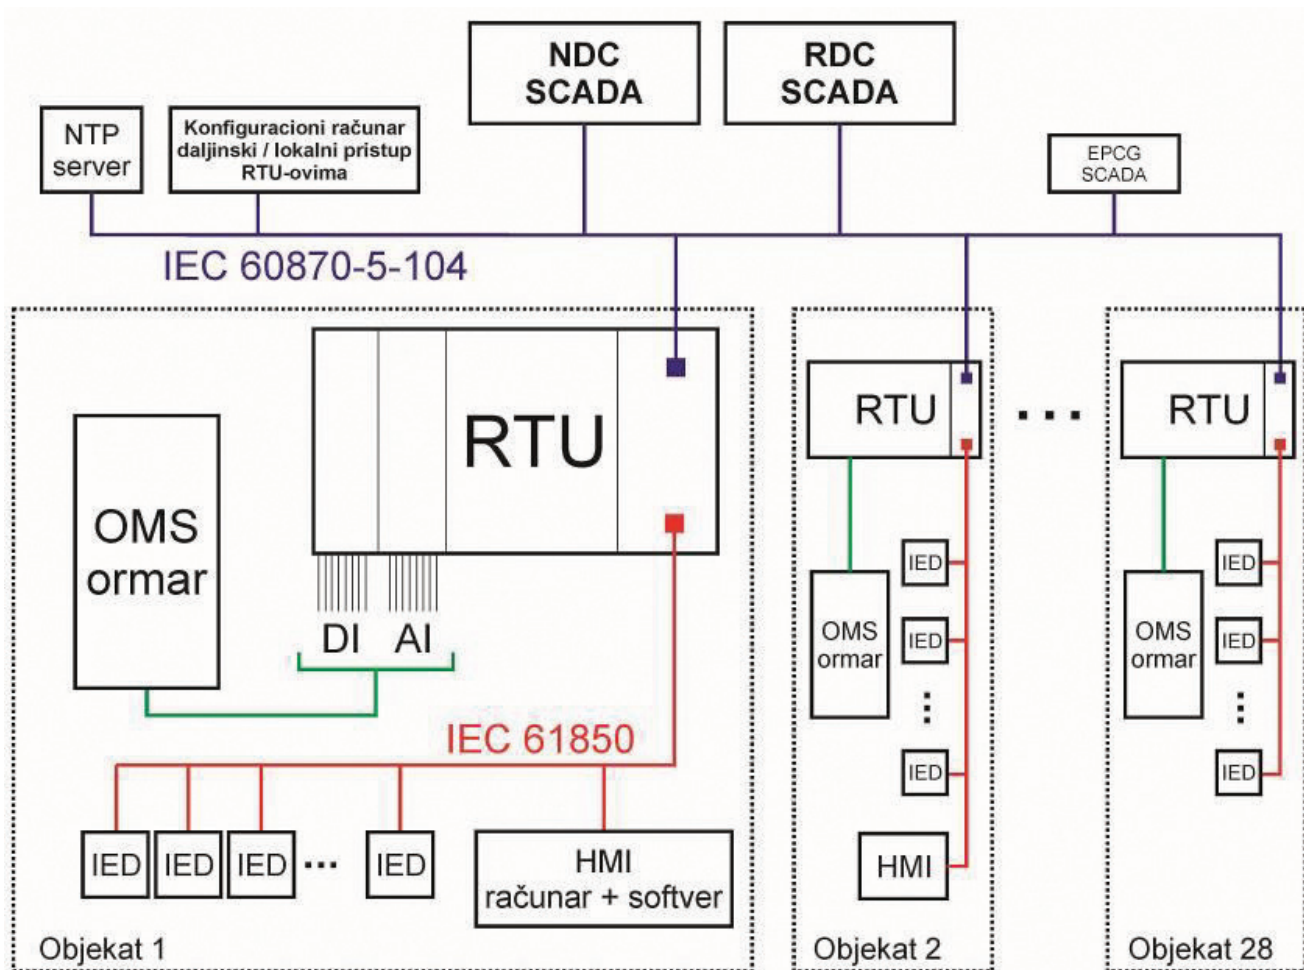 NDC
SCADA
RDC
SCADA
NTP
server
Konfiguracioni računar
daljinski / lokalni pristup
RTU-ovima
EPCG
SCADA
IEC 60870-5-104
RTU
OMS
ormar
DI
AI
IEC 61850
IED
IED
IED
...
IED
HMI
računar + softver
Objekat 1
RTU
OMS
ormar
IED
IED
...
IED
HMI
Objekat 2
...
RTU
OMS
ormar
IED
IED
...
IED
Objekat 28